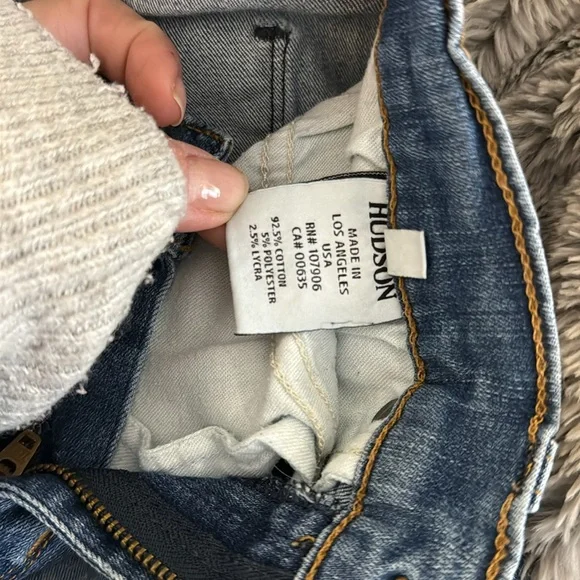 HUDSON
MADE IN
LOS ANGELES
USA
RN# 107906
CA# 00635
92.5% COTTON
5% POLYESTER
2.5% LYCRA